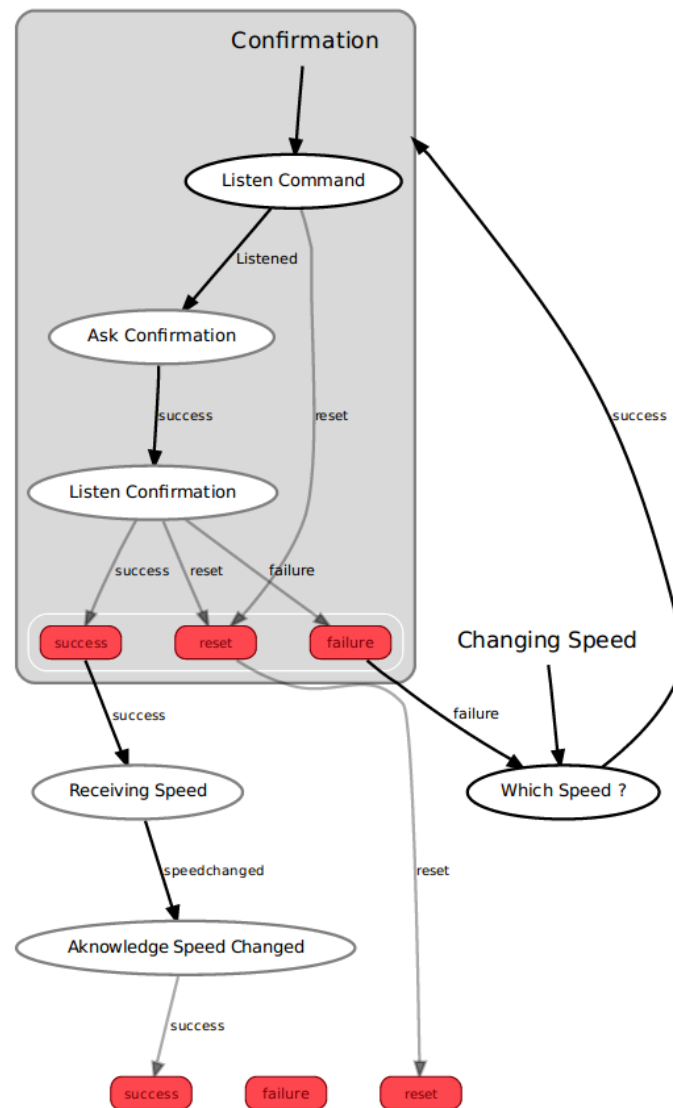 Confirmation
Listen Command
Listened
Ask Confirmation
success
reset
success
Listen Confirmation
success
reset
failure
success
reset
failure
Changing Speed
success
failure
Receiving Speed
Which Speed ?
speedchanged
reset
Aknowledge Speed Changed
success
success
failure
reset